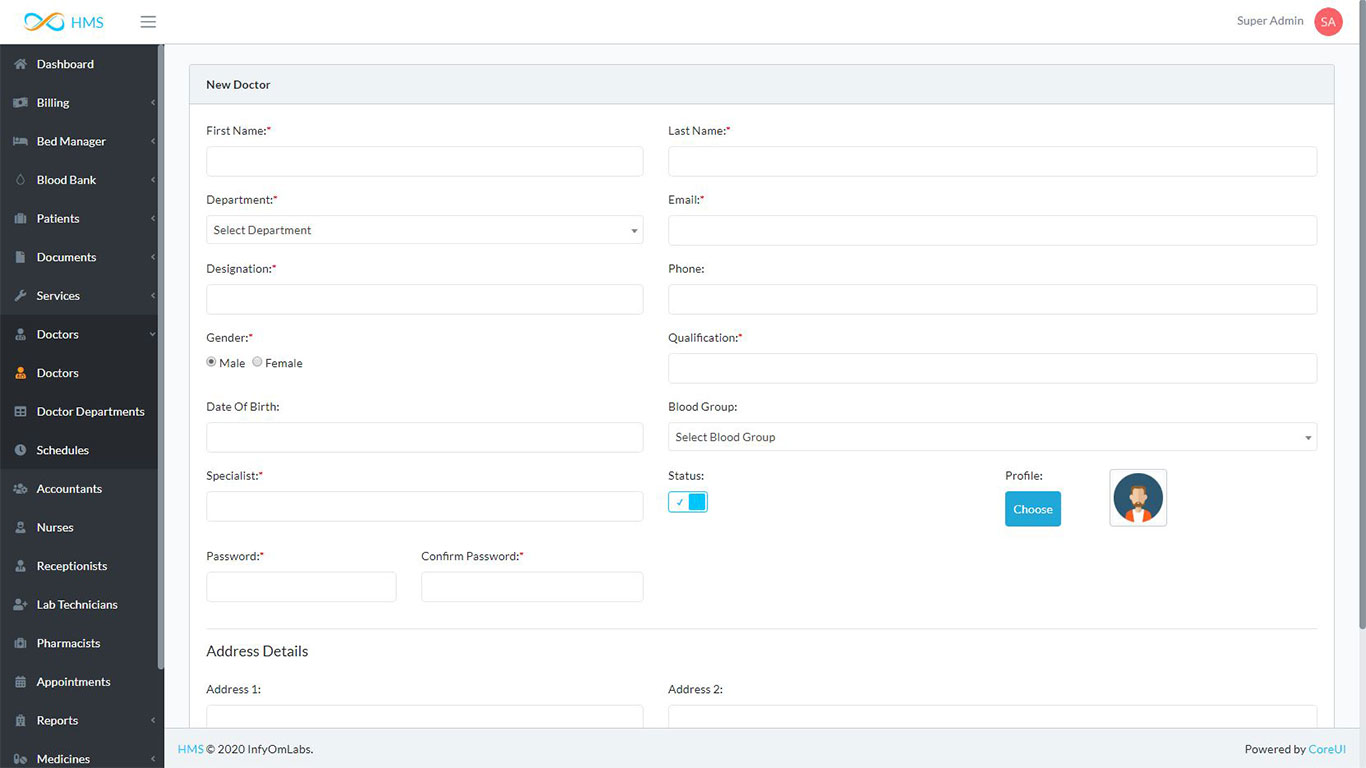 HMS
Super Admin
SA
Dashboard
Billing
Bed Manager
Blood Bank
Patients
Documents
Services
Doctors
Doctors
Doctor Departments
Schedules
Accountants
Nurses
Receptionists
Lab Technicians
Pharmacists
Appointments
Reports
Medicines
New Doctor
First Name:*
Last Name:*
Department:*
Select Department
Email:*
Designation:*
Phone:
Gender:*
Male Female
Qualification:*
Date Of Birth:
Blood Group:
Select Blood Group
Specialist:*
Status:
Profile:
Choose
Password:*
Confirm Password:*
Address Details
Address 1:
Address 2:
HMS © 2020 InfyOmLabs.
Powered by CoreUI